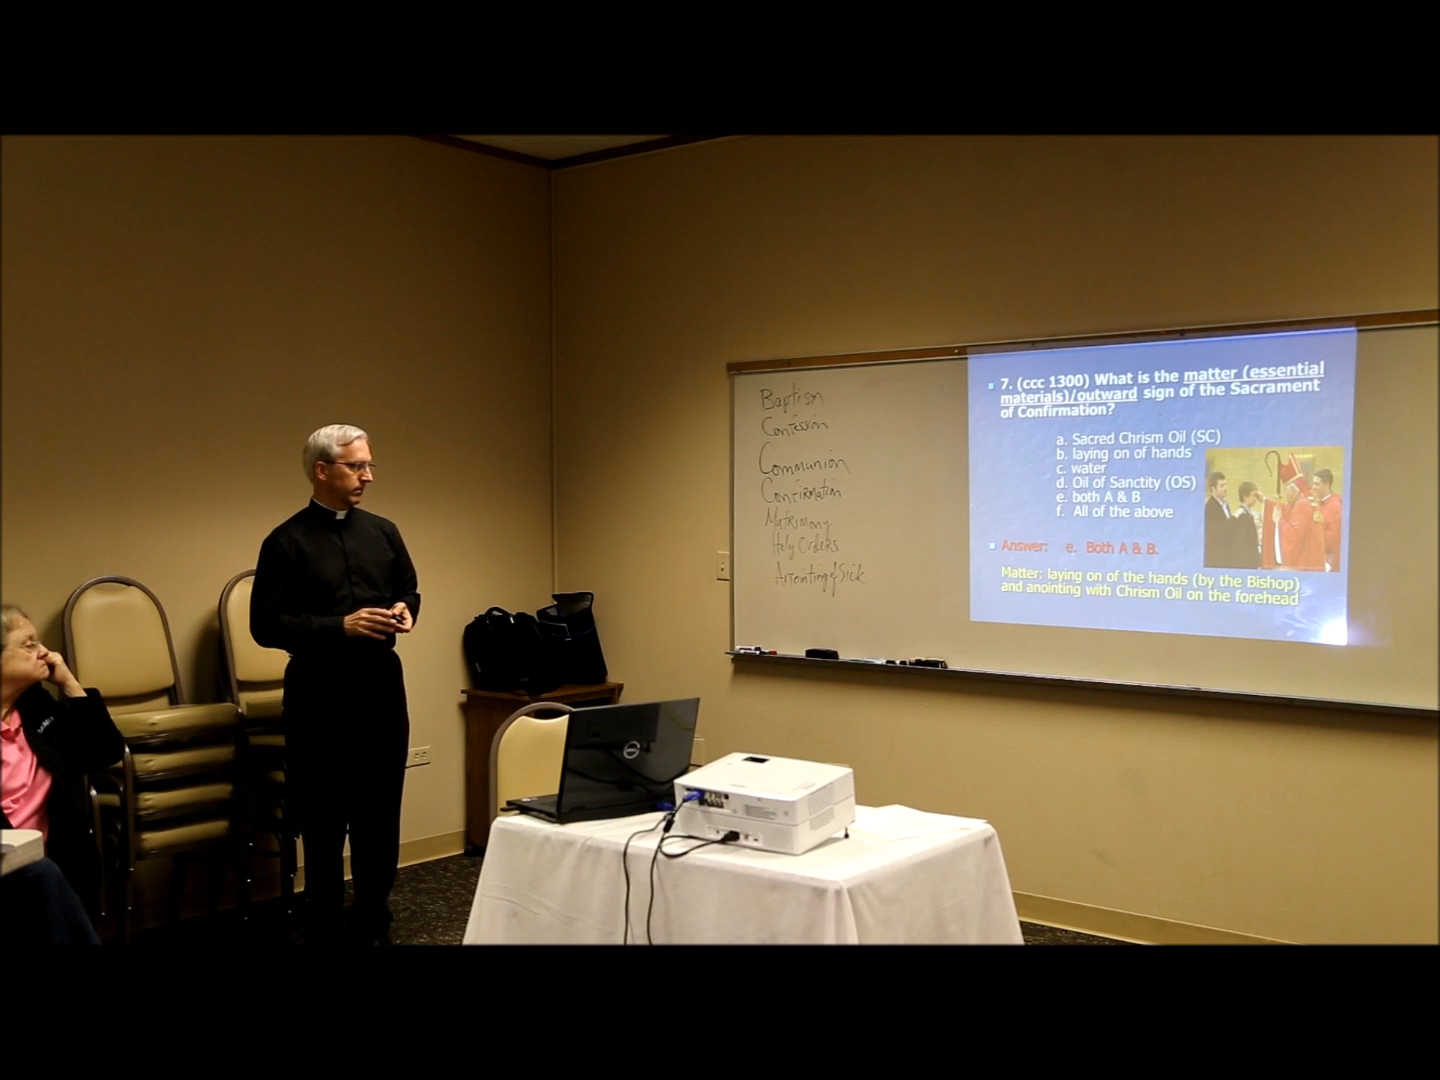 Baptism
Confession
Communion
Confirmation
Matrimony
Holy Orders
Anointing of Sick
7. (ccc 1300) What is the matter (essential
materials)/outward sign of the Sacrament
of Confirmation?
a. Sacred Chrism Oil (SC)
b. laying on of hands
c. water
d. Oil of Sanctity (OS)
e. both A & B
f. All of the above
Answer: e. Both A & B.
Matter: laying on of the hands (by the Bishop)
and anointing with Chrism Oil on the forehead
DELL